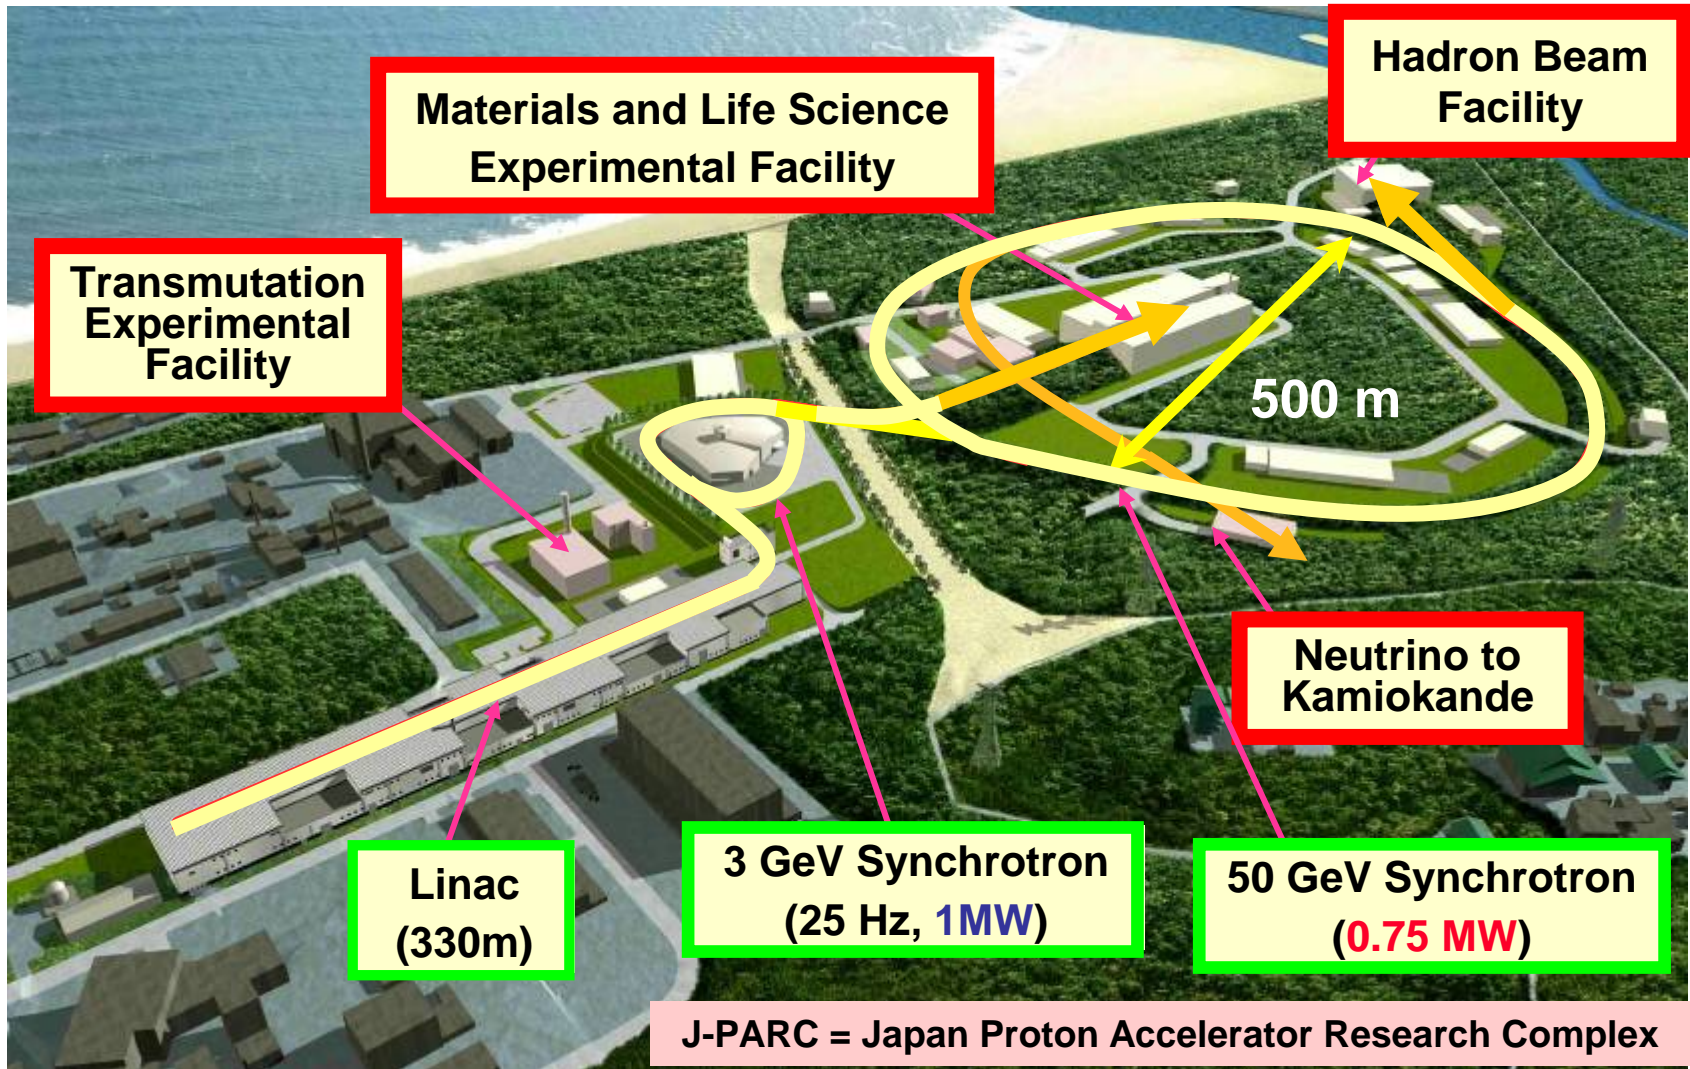 Hadron Beam
Facility
Materials and Life Science
Experimental Facility
Transmutation
Experimental
Facility
500 m
Neutrino to
Kamiokande
Linac
(330m)
3 GeV Synchrotron
(25 Hz, 1MW)
50 GeV Synchrotron
(0.75 MW)
J-PARC = Japan Proton Accelerator Research Complex